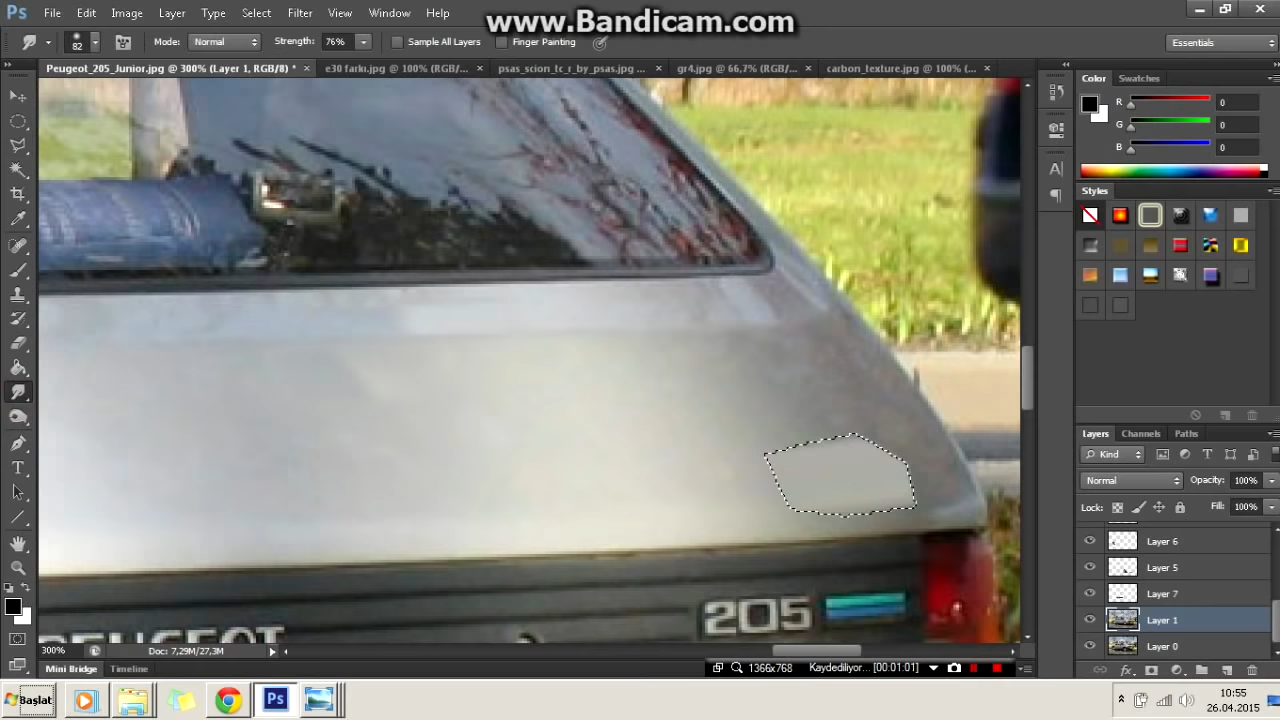 www.Bandicam.com
Ps File Edit Image Layer Type Select Filter View Window Help
82 Mode: Normal Strength: 76% Sample All Layers Finger Painting Essentials
Peugeot_205_Junior.jpg @ 300% (Layer 1, RGB/8) * × e30 farkı.jpg @ 100% (RGB/... × psas_scion_tc_r_by_psas.jpg ... × gr4.jpg @ 66,7% (RGB/... × carbon_texture.jpg @ 100% (... ×
Color Swatches
R 0
G 0
B 0
Styles
Layers Channels Paths
Kind
Normal Opacity: 100%
Lock: Fill: 100%
Layer 6
Layer 5
Layer 7
Layer 1
Layer 0
205
PEUGEOT
300% Doc: 7,29M/27,3M
Mini Bridge Timeline
1366x768 Kaydediliyor... [00:01:01]
Başlat Ps
10:55
26.04.2015